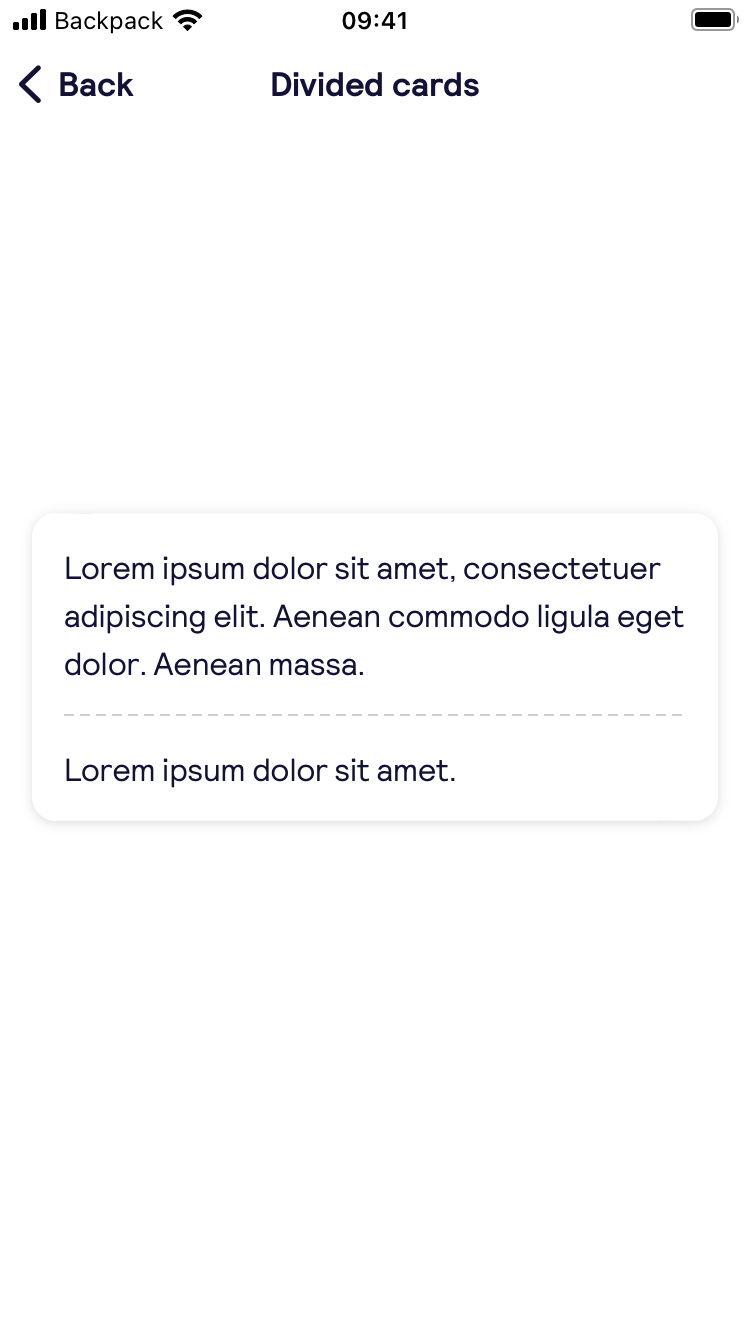 Backpack 09:41
Back Divided cards
Lorem ipsum dolor sit amet, consectetuer
adipiscing elit. Aenean commodo ligula eget
dolor. Aenean massa.
Lorem ipsum dolor sit amet.